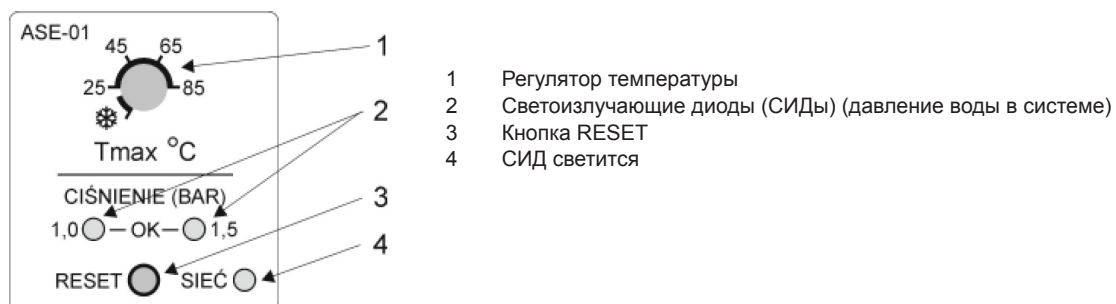 ASE-01
45 65
25 85
Tmax °C
CIŚNIENIE (BAR)
1,0 – OK – 1,5
RESET SIEĆ
1
2
3
4
1 Регулятор температуры
2 Светоизлучающие диоды (СИДы) (давление воды в системе)
3 Кнопка RESET
4 СИД светится